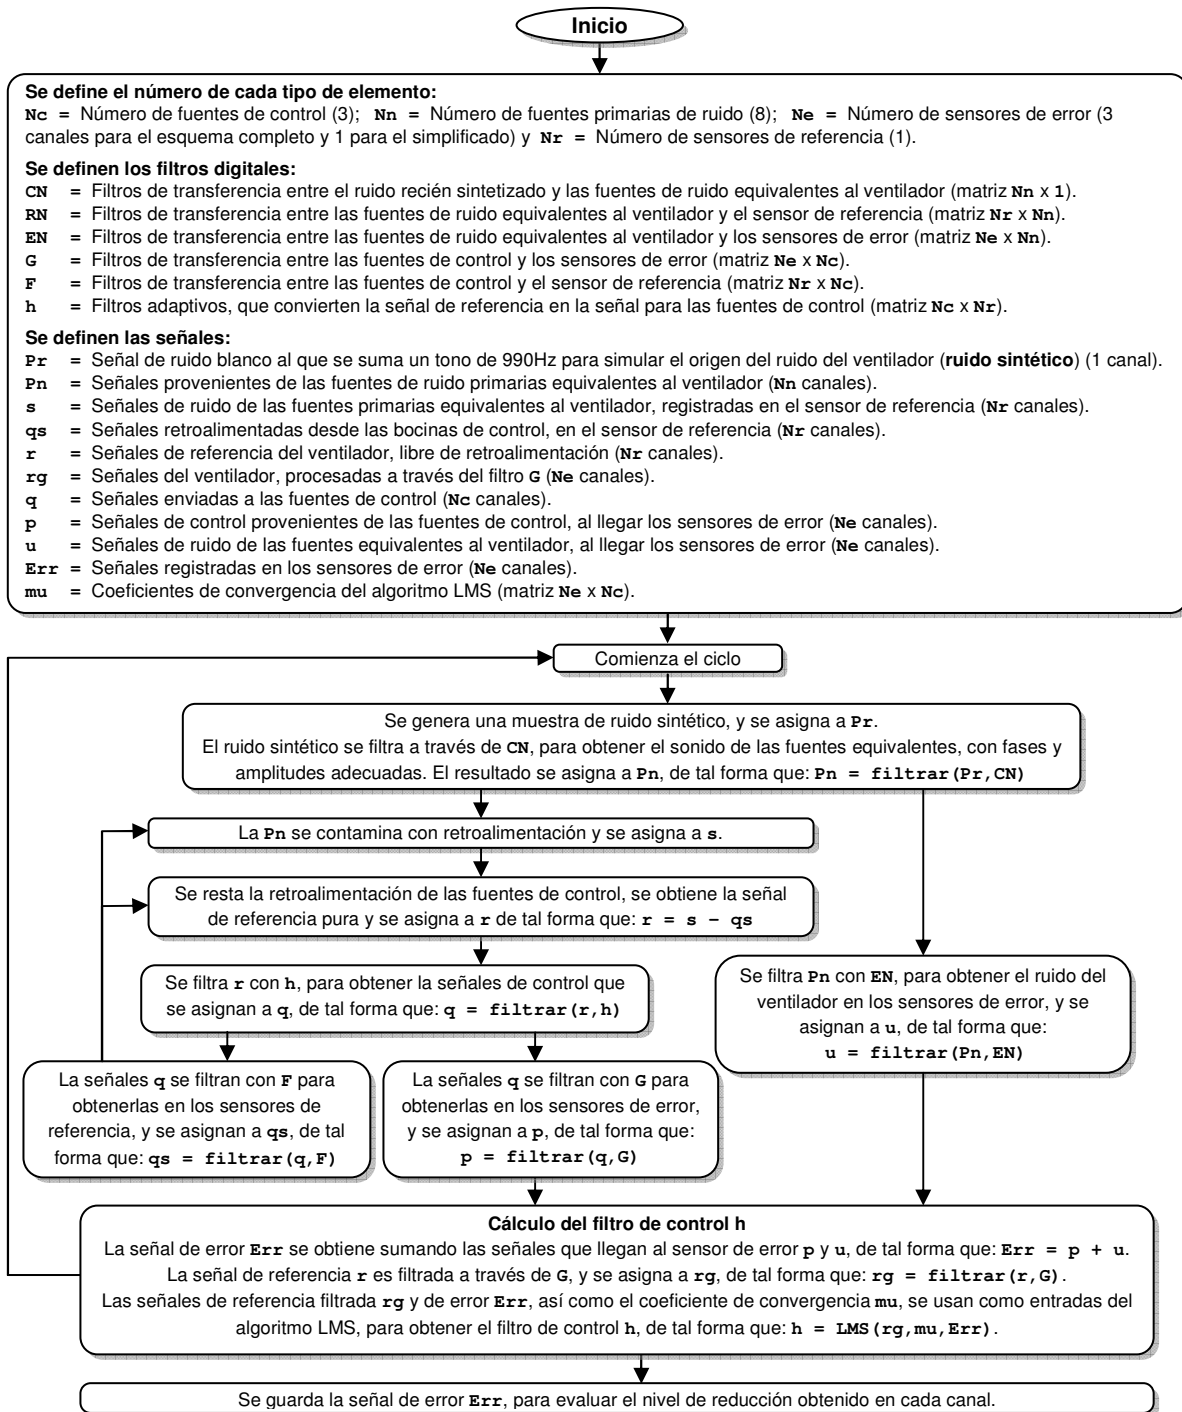 Inicio
Se define el número de cada tipo de elemento:
Nc = Número de fuentes de control (3); Nn = Número de fuentes primarias de ruido (8); Ne = Número de sensores de error (3
canales para el esquema completo y 1 para el simplificado) y Nr = Número de sensores de referencia (1).
Se definen los filtros digitales:
CN = Filtros de transferencia entre el ruido recién sintetizado y las fuentes de ruido equivalentes al ventilador (matriz Nn x 1).
RN = Filtros de transferencia entre las fuentes de ruido equivalentes al ventilador y el sensor de referencia (matriz Nr x Nn).
EN = Filtros de transferencia entre las fuentes de ruido equivalentes al ventilador y los sensores de error (matriz Ne x Nn).
G = Filtros de transferencia entre las fuentes de control y los sensores de error (matriz Ne x Nc).
F = Filtros de transferencia entre las fuentes de control y el sensor de referencia (matriz Nr x Nc).
h = Filtros adaptivos, que convierten la señal de referencia en la señal para las fuentes de control (matriz Nc x Nr).
Se definen las señales:
Pr = Señal de ruido blanco al que se suma un tono de 990Hz para simular el origen del ruido del ventilador (ruido sintético) (1 canal).
Pn = Señales provenientes de las fuentes de ruido primarias equivalentes al ventilador (Nn canales).
s = Señales de ruido de las fuentes primarias equivalentes al ventilador, registradas en el sensor de referencia (Nr canales).
qs = Señales retroalimentadas desde las bocinas de control, en el sensor de referencia (Nr canales).
r = Señales de referencia del ventilador, libre de retroalimentación (Nr canales).
rg = Señales del ventilador, procesadas a través del filtro G (Ne canales).
q = Señales enviadas a las fuentes de control (Nc canales).
p = Señales de control provenientes de las fuentes de control, al llegar los sensores de error (Ne canales).
u = Señales de ruido de las fuentes equivalentes al ventilador, al llegar los sensores de error (Ne canales).
Err = Señales registradas en los sensores de error (Ne canales).
mu = Coeficientes de convergencia del algoritmo LMS (matriz Ne x Nc).
Comienza el ciclo
Se genera una muestra de ruido sintético, y se asigna a Pr.
El ruido sintético se filtra a través de CN, para obtener el sonido de las fuentes equivalentes, con fases y
amplitudes adecuadas. El resultado se asigna a Pn, de tal forma que: Pn = filtrar(Pr,CN)
La Pn se contamina con retroalimentación y se asigna a s.
Se resta la retroalimentación de las fuentes de control, se obtiene la señal
de referencia pura y se asigna a r de tal forma que: r = s - qs
Se filtra r con h, para obtener la señales de control que
se asignan a q, de tal forma que: q = filtrar(r,h)
Se filtra Pn con EN, para obtener el ruido del
ventilador en los sensores de error, y se
asignan a u, de tal forma que:
u = filtrar(Pn,EN)
La señales q se filtran con F para
obtenerlas en los sensores de
referencia, y se asignan a qs, de tal
forma que: qs = filtrar(q,F)
La señales q se filtran con G para
obtenerlas en los sensores de error,
y se asignan a p, de tal forma que:
p = filtrar(q,G)
Cálculo del filtro de control h
La señal de error Err se obtiene sumando las señales que llegan al sensor de error p y u, de tal forma que: Err = p + u.
La señal de referencia r es filtrada a través de G, y se asigna a rg, de tal forma que: rg = filtrar(r,G).
Las señales de referencia filtrada rg y de error Err, así como el coeficiente de convergencia mu, se usan como entradas del
algoritmo LMS, para obtener el filtro de control h, de tal forma que: h = LMS(rg,mu,Err).
Se guarda la señal de error Err, para evaluar el nivel de reducción obtenido en cada canal.